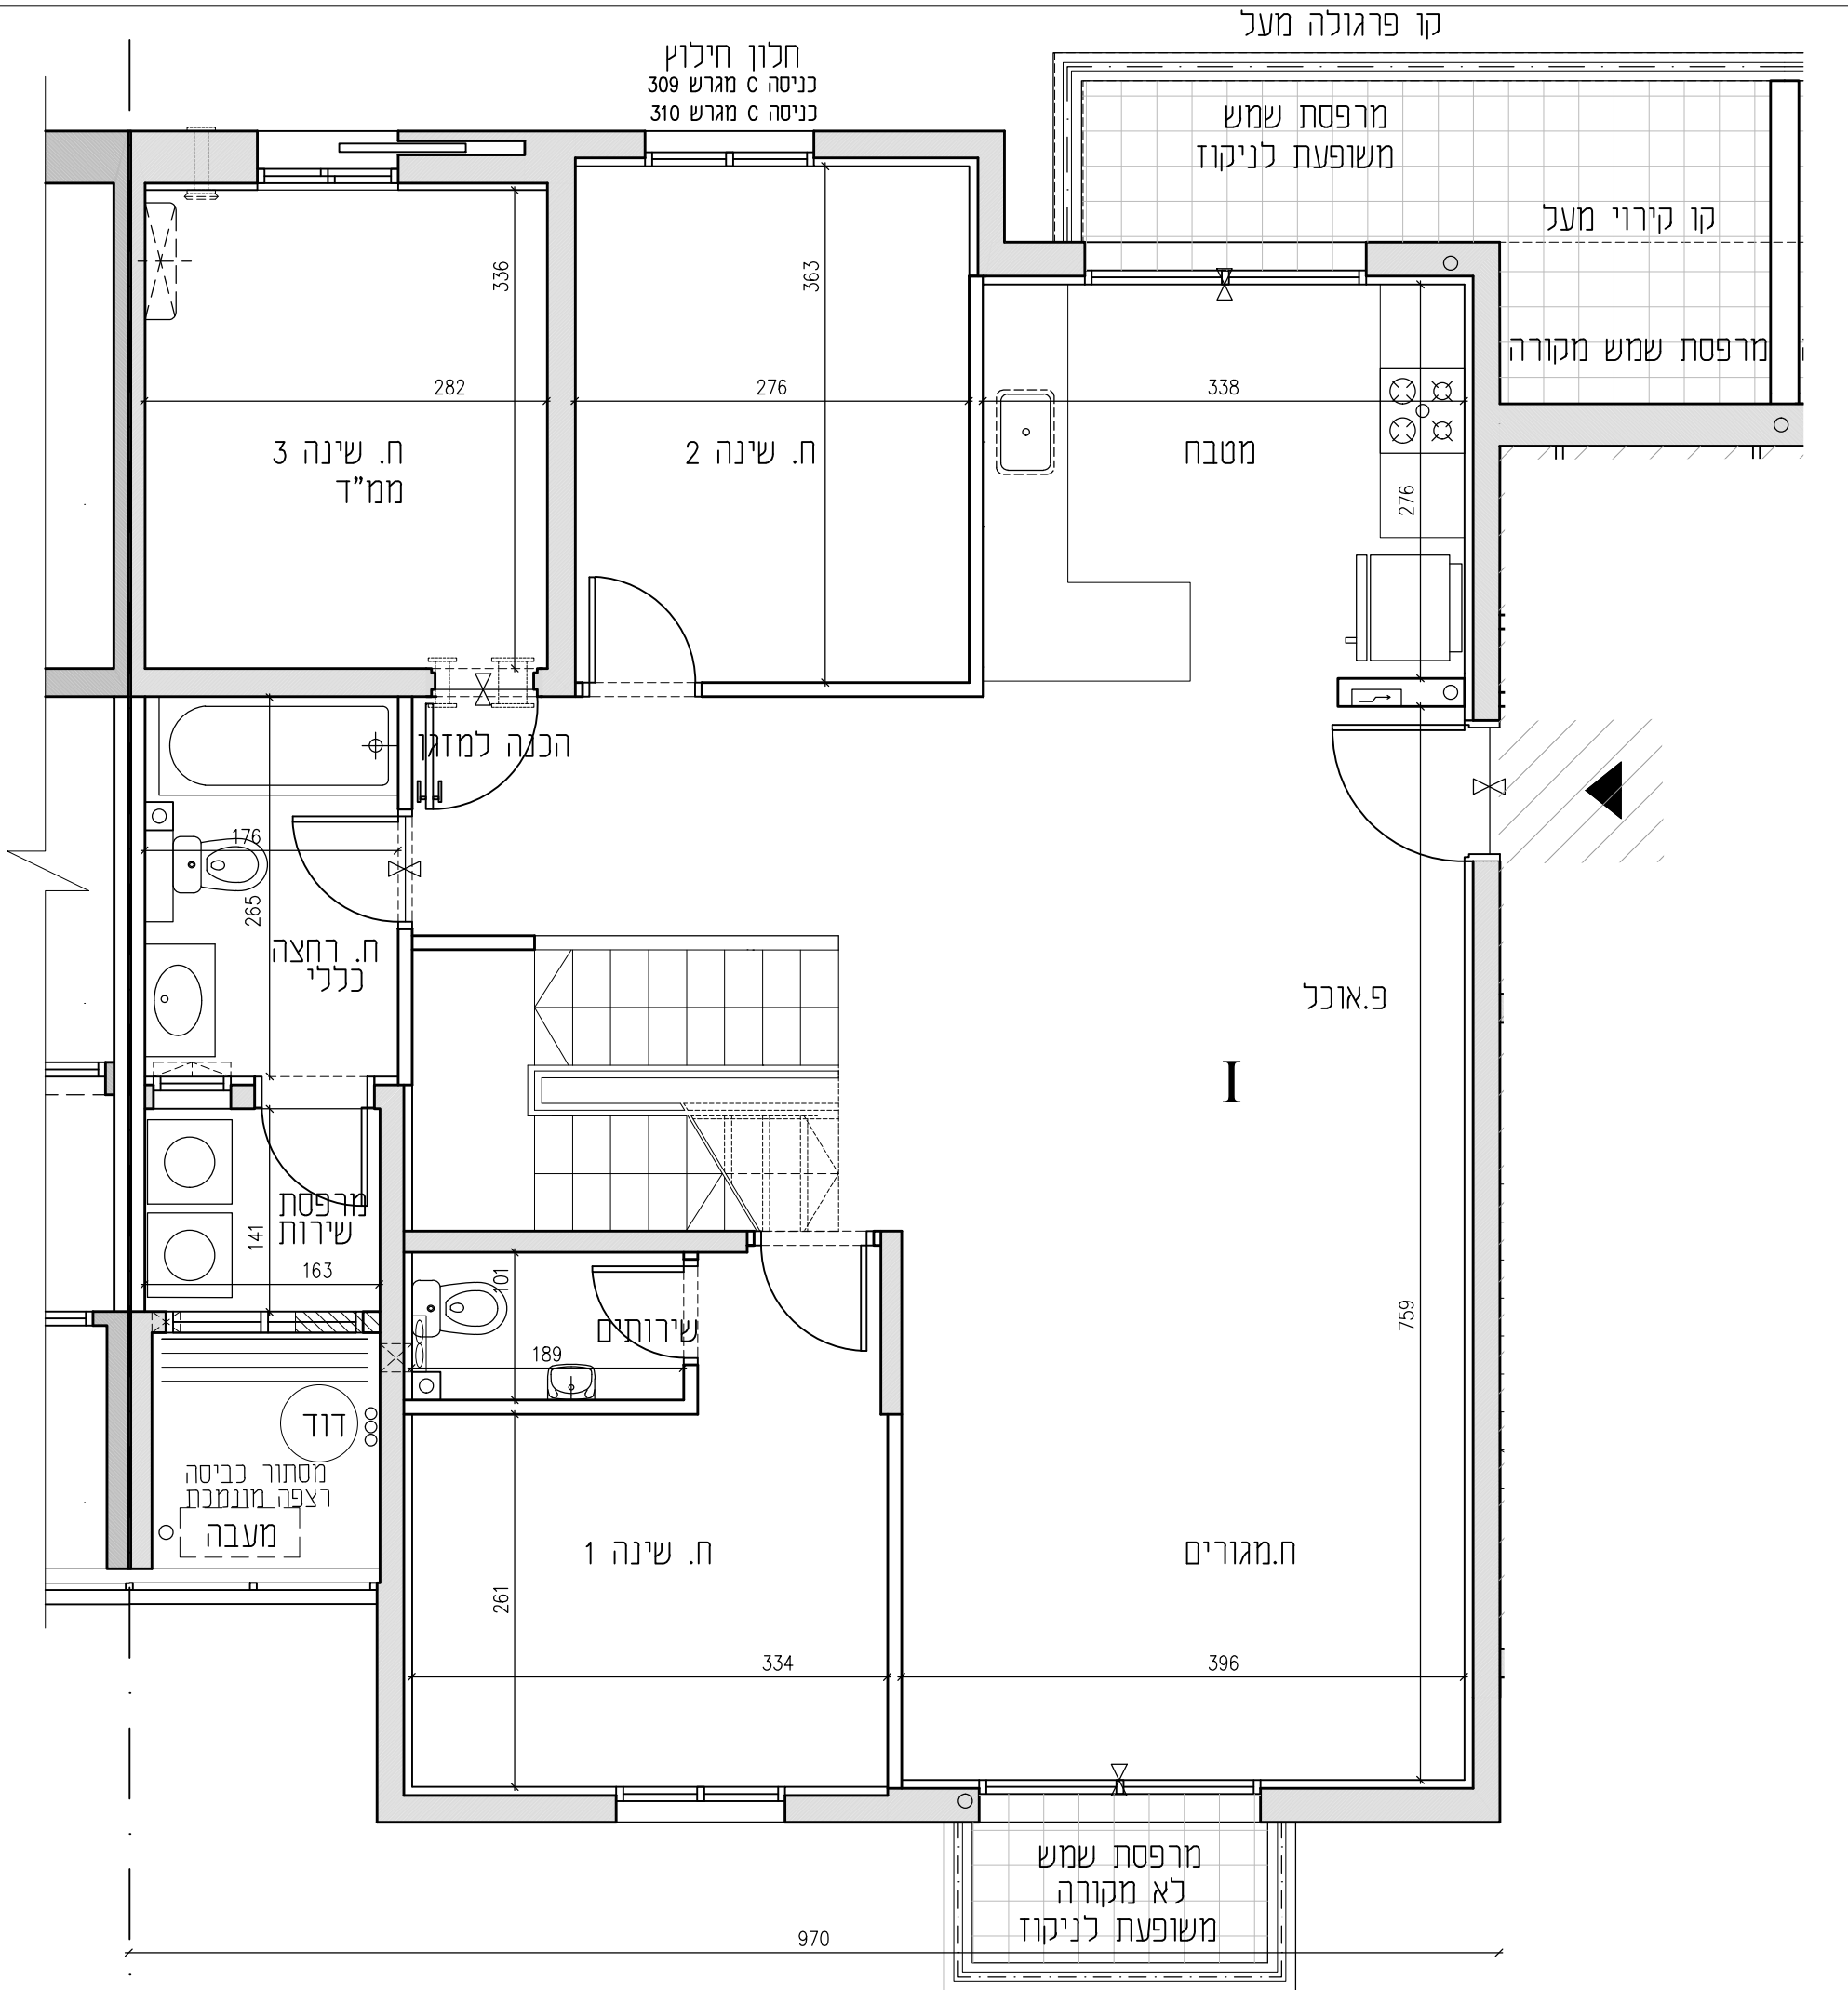 קו פרגולה מעל
חלון חילוץ
כניסה C מגרש 309
כניסה C מגרש 310
מרפסת שמש
משופעת לניקוז
קו קירוי מעל
מרפסת שמש מקורה
336
363
282
276
338
ח. שינה 3
ממ"ד
ח. שינה 2
מטבח
276
הכנה למזגן
176
265
ח. רחצה
כללי
פ.אוכל
I
מרפסת
שירות
141
163
101
שירותים
189
759
דוד
מסתור כביסה
רצפה מונמכת
מעבה
ח. שינה 1
ח.מגורים
261
334
396
מרפסת שמש
לא מקורה
משופעת לניקוז
970